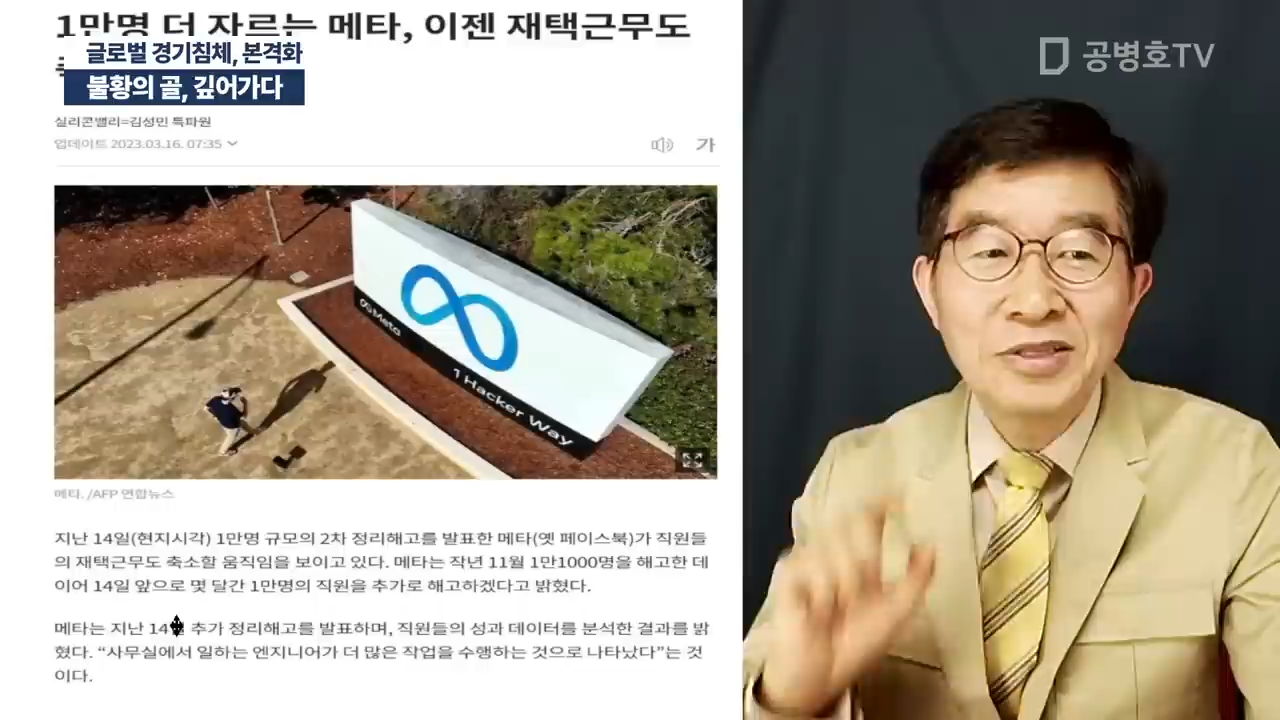 1만명 더 자르는 메타, 이젠 재택근무도
글로벌 경기침체, 본격화
불황의 골, 깊어가다
공병호TV
실리콘밸리=김성민 특파원
업데이트 2023.03.16. 07:35
가
Meta
1 Hacker Way
메타. /AFP 연합뉴스
지난 14일(현지시각) 1만명 규모의 2차 정리해고를 발표한 메타(옛 페이스북)가 직원들
의 재택근무도 축소할 움직임을 보이고 있다. 메타는 작년 11월 1만1000명을 해고한 데
이어 14일 앞으로 몇 달간 1만명의 직원을 추가로 해고하겠다고 밝혔다.
메타는 지난 14일 추가 정리해고를 발표하며, 직원들의 성과 데이터를 분석한 결과를 밝
혔다. “사무실에서 일하는 엔지니어가 더 많은 작업을 수행하는 것으로 나타났다”는 것
이다.